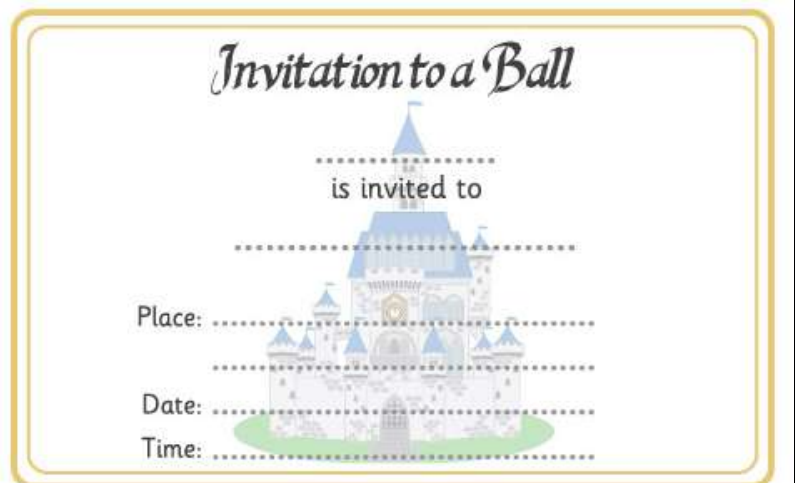 Invitation to a Ball
....................
is invited to
........................................
Place: ........................................
........................................
Date: ........................................
Time: ........................................